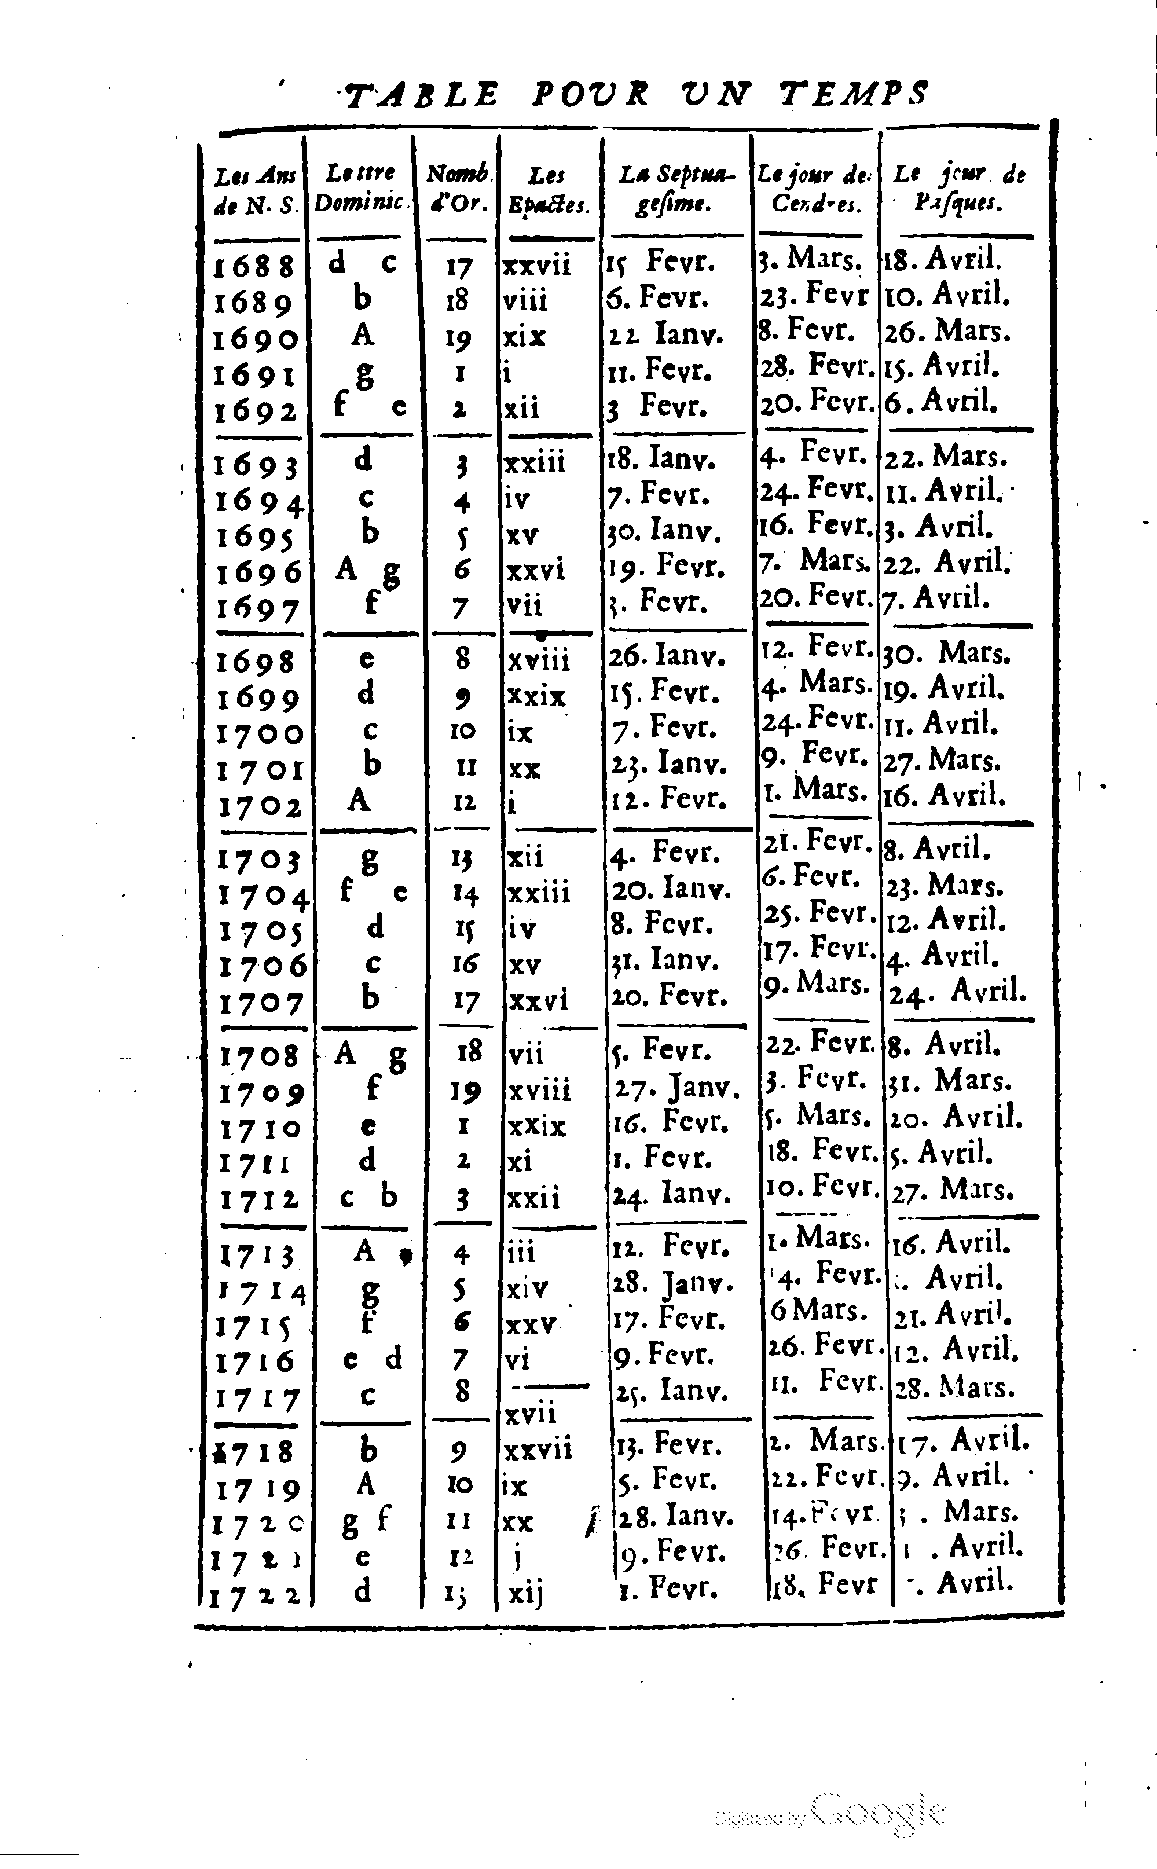 TABLE POUR UN TEMPS
Les Ans Lettre Nomb. Les La Septua- Le jour de Le jour de
de N. S. Dominic. d'Or. Epactes. gesime. Cendres. Pasques.
1688 d c 17 xxvii 15 Fevr. 3. Mars. 18. Avril.
1689 b 18 viii 6. Fevr. 23. Fevr 10. Avril.
1690 A 19 xix 22 Ianv. 8. Fevr. 26. Mars.
1691 g 1 i 11. Fevr. 28. Fevr. 15. Avril.
1692 f e 2 xii 3 Fevr. 20. Fevr. 6. Avril.
1693 d 3 xxiii 18. Ianv. 4. Fevr. 22. Mars.
1694 c 4 iv 7. Fevr. 24. Fevr. 11. Avril.
1695 b 5 xv 30. Ianv. 16. Fevr. 3. Avril.
1696 A g 6 xxvi 19. Fevr. 7. Mars. 22. Avril.
1697 f 7 vii 3. Fevr. 20. Fevr. 7. Avril.
1698 e 8 xviii 26. Ianv. 12. Fevr. 30. Mars.
1699 d 9 xxix 15. Fevr. 4. Mars. 19. Avril.
1700 c 10 ix 7. Fevr. 24. Fevr. 11. Avril.
1701 b 11 xx 23. Ianv. 9. Fevr. 27. Mars.
1702 A 12 i 12. Fevr. 1. Mars. 16. Avril.
1703 g 13 xii 4. Fevr. 21. Fevr. 8. Avril.
1704 f e 14 xxiii 20. Ianv. 6. Fevr. 23. Mars.
1705 d 15 iv 8. Fevr. 25. Fevr. 12. Avril.
1706 c 16 xv 31. Ianv. 17. Fevr. 4. Avril.
1707 b 17 xxvi 20. Fevr. 9. Mars. 24. Avril.
1708 A g 18 vii 5. Fevr. 22. Fevr. 8. Avril.
1709 f 19 xviii 27. Janv. 3. Fevr. 31. Mars.
1710 e 1 xxix 16. Fevr. 5. Mars. 20. Avril.
1711 d 2 xi 1. Fevr. 18. Fevr. 5. Avril.
1712 c b 3 xxii 24. Ianv. 10. Fevr. 27. Mars.
1713 A 4 iii 12. Fevr. 1. Mars. 16. Avril.
1714 g 5 xiv 28. Janv. 14. Fevr. Avril.
1715 f 6 xxv 17. Fevr. 6 Mars. 21. Avril.
1716 e d 7 vi 9. Fevr. 26. Fevr. 12. Avril.
1717 c 8 xvii 25. Ianv. 11. Fevr. 28. Mars.
1718 b 9 xxvii 13. Fevr. 2. Mars. 17. Avril.
1719 A 10 ix 5. Fevr. 22. Fevr. 9. Avril.
1720 g f 11 xx 28. Ianv. 14. Fevr. Mars.
1721 e 12 j 9. Fevr. 26. Fevr. Avril.
1722 d 13 xij 1. Fevr. 18. Fevr Avril.
Digitized by Google